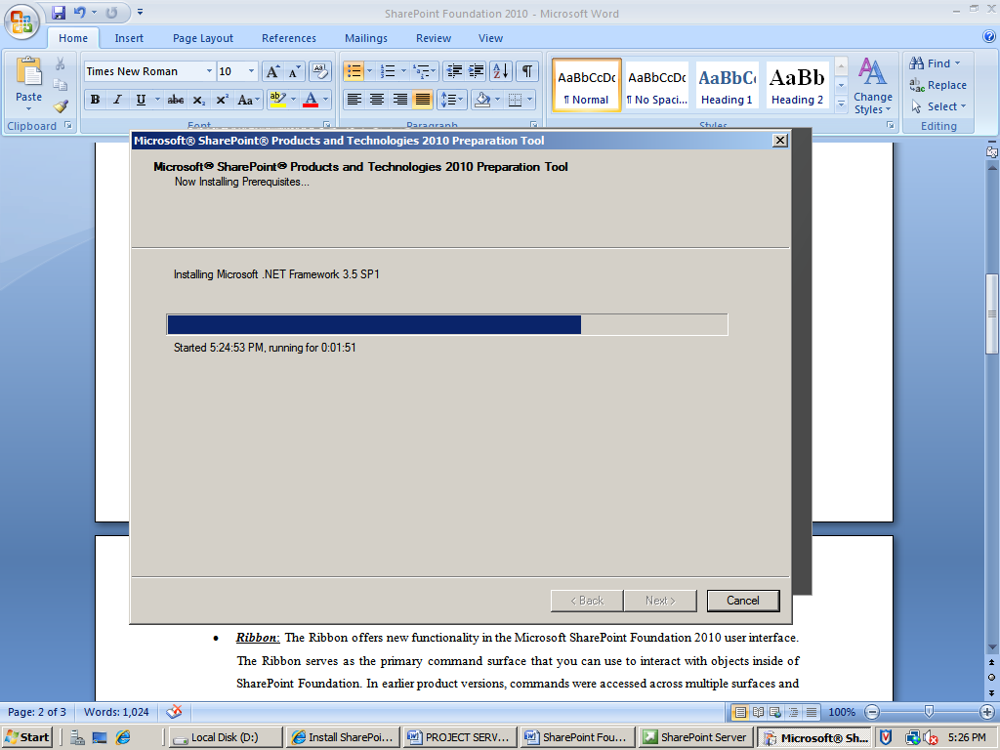 SharePoint Foundation 2010 - Microsoft Word
Home Insert Page Layout References Mailings Review View
Paste
Times New Roman 10
B I U abc X₂ X² Aa
AaBbCcDc AaBbCcDc AaBbC AaBb
¶ Normal ¶ No Spaci... Heading 1 Heading 2
Change Styles
Find
Replace
Select
Clipboard Font Paragraph Styles Editing
Microsoft® SharePoint® Products and Technologies 2010 Preparation Tool
Microsoft® SharePoint® Products and Technologies 2010 Preparation Tool
Now Installing Prerequisites...
Installing Microsoft .NET Framework 3.5 SP1
Started 5:24:53 PM, running for 0:01:51
< Back Next > Cancel
• Ribbon: The Ribbon offers new functionality in the Microsoft SharePoint Foundation 2010 user interface.
The Ribbon serves as the primary command surface that you can use to interact with objects inside of
SharePoint Foundation. In earlier product versions, commands were accessed across multiple surfaces and
Page: 2 of 3 Words: 1,024 100%
Start Local Disk (D:) Install SharePoi... PROJECT SERV... SharePoint Fou... SharePoint Server Microsoft® Sh... 5:26 PM